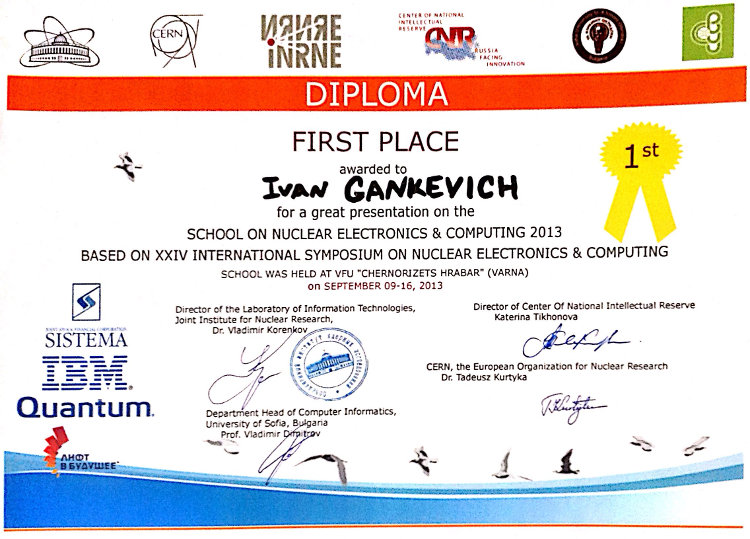 CERN
ИЯИЯЕ
INRNE
CENTER OF NATIONAL
INTELLECTUAL
RESERVE
CNIR
RUSSIA
FACING
INNOVATION
DIPLOMA
FIRST PLACE
1st
awarded to
IVAN GANKEVICH
for a great presentation on the
SCHOOL ON NUCLEAR ELECTRONICS & COMPUTING 2013
BASED ON XXIV INTERNATIONAL SYMPOSIUM ON NUCLEAR ELECTRONICS & COMPUTING
SCHOOL WAS HELD AT VFU "CHERNORIZETS HRABAR" (VARNA)
on SEPTEMBER 09-16, 2013
Director of the Laboratory of Information Technologies,
Joint Institute for Nuclear Research,
Dr. Vladimir Korenkov
Director of Center Of National Intellectual Reserve
Katerina Tikhonova
CERN, the European Organization for Nuclear Research
Dr. Tadeusz Kurtyka
Department Head of Computer Informatics,
University of Sofia, Bulgaria
Prof. Vladimir Dimitrov
SISTEMA
IBM
Quantum
ЛИФТ
В БУДУЩЕЕ